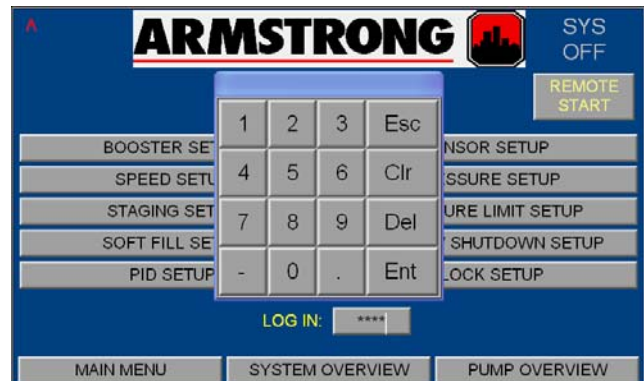 A
ARMSTRONG
SYS
OFF
REMOTE
START
1 2 3 Esc
4 5 6 Clr
7 8 9 Del
- 0 . Ent
BOOSTER SET NSOR SETUP
SPEED SETU SSURE SETUP
STAGING SET URE LIMIT SETUP
SOFT FILL SET SHUTDOWN SETUP
PID SETUP LOCK SETUP
LOG IN: ****
MAIN MENU SYSTEM OVERVIEW PUMP OVERVIEW